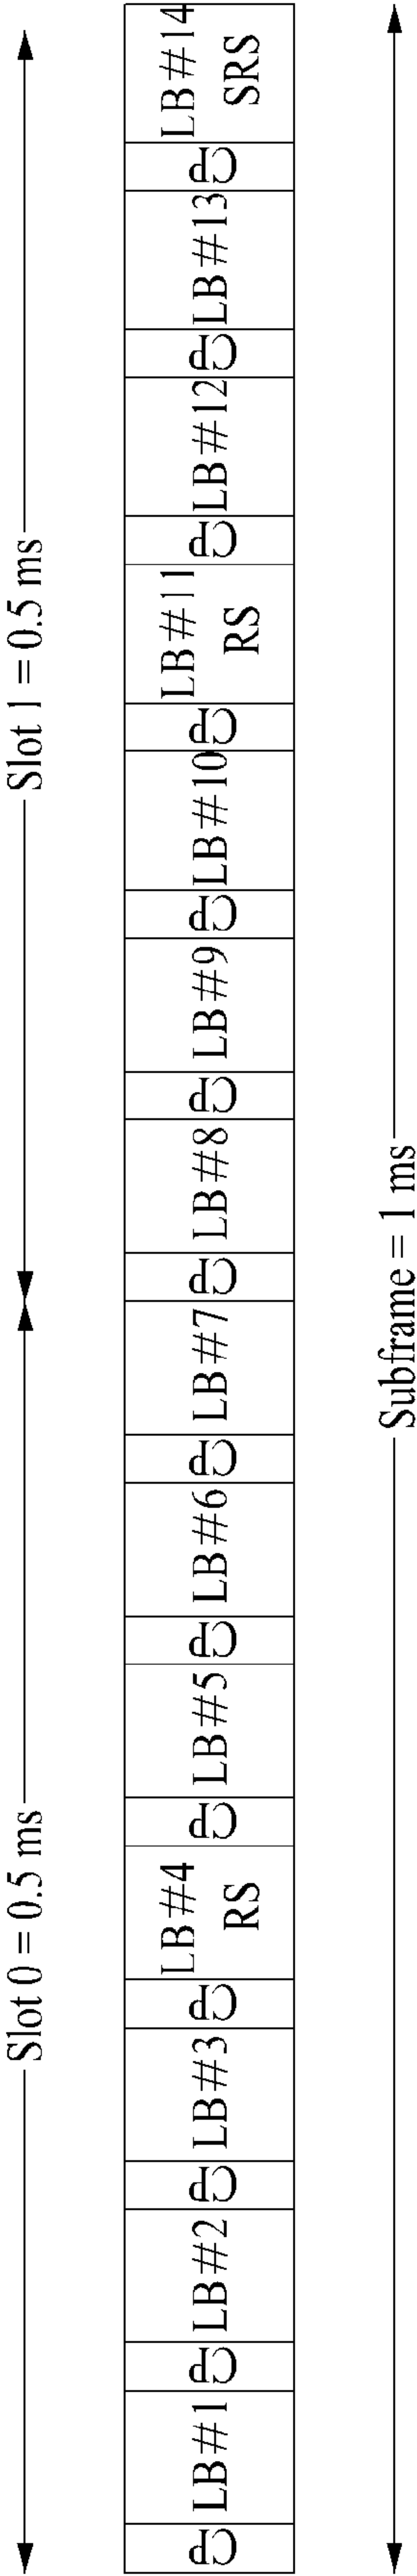 Slot 0 = 0.5 ms
Slot 1 = 0.5 ms
CP
LB#1
CP
LB#2
CP
LB#3
CP
LB#4
RS
CP
LB#5
CP
LB#6
CP
LB#7
CP
LB#8
CP
LB#9
CP
LB#10
CP
LB#11
RS
CP
LB#12
CP
LB#13
CP
LB#14
SRS
Subframe = 1 ms